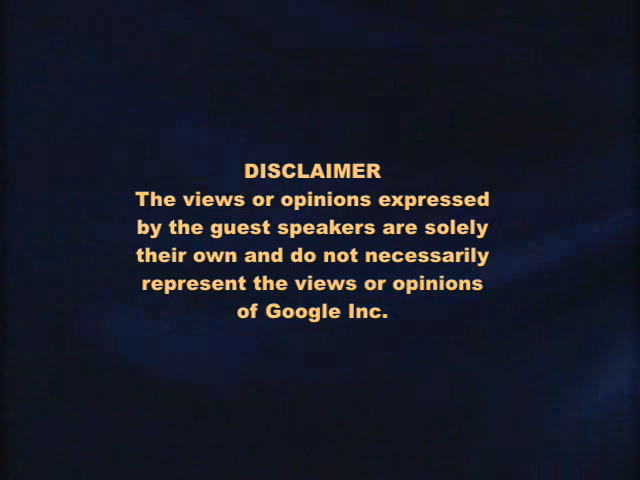 DISCLAIMER
The views or opinions expressed
by the guest speakers are solely
their own and do not necessarily
represent the views or opinions
of Google Inc.